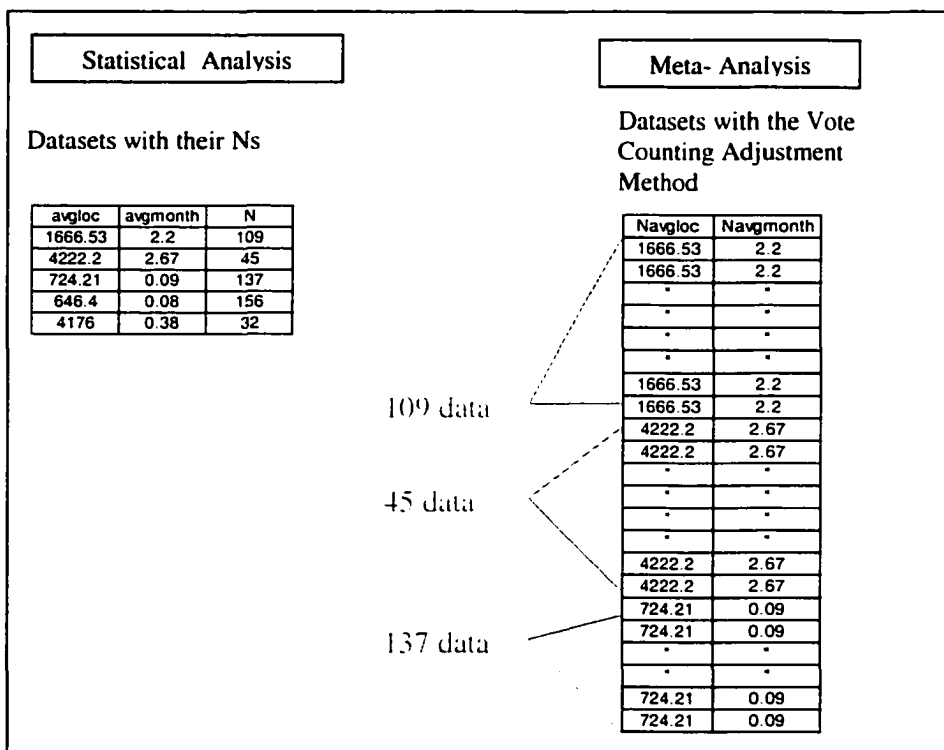 Statistical Analysis
Datasets with their Ns
avgloc avgmonth N
1666.53 2.2 109
4222.2 2.67 45
724.21 0.09 137
646.4 0.08 156
4176 0.38 32
Meta- Analysis
Datasets with the Vote
Counting Adjustment
Method
Navgloc Navgmonth
1666.53 2.2
1666.53 2.2
1666.53 2.2
1666.53 2.2
4222.2 2.67
4222.2 2.67
4222.2 2.67
4222.2 2.67
724.21 0.09
724.21 0.09
724.21 0.09
724.21 0.09
109 data
45 data
137 data